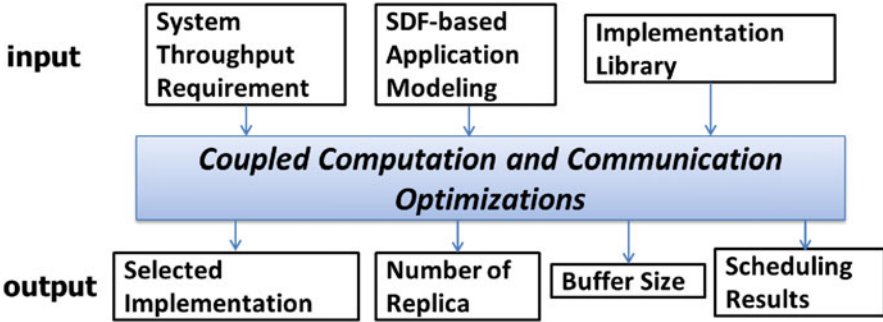 input
System
Throughput
Requirement
SDF-based
Application
Modeling
Implementation
Library
Coupled Computation and Communication
Optimizations
output
Selected
Implementation
Number of
Replica
Buffer Size
Scheduling
Results